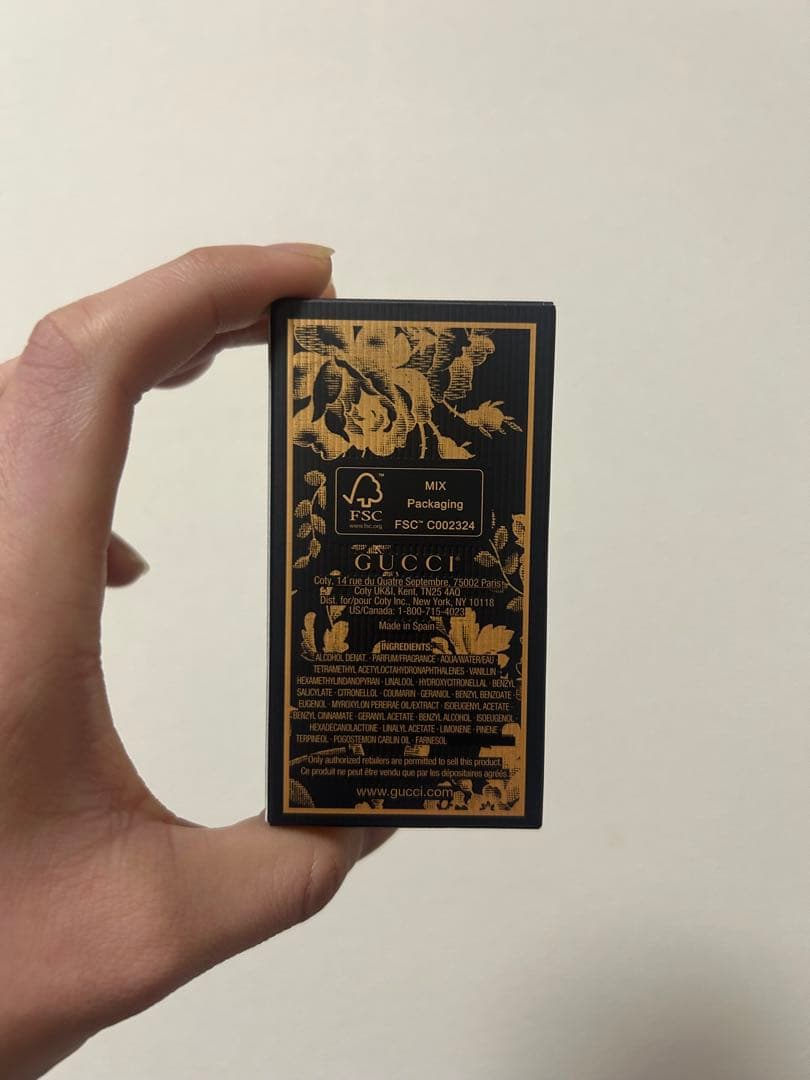 MIX
Packaging
FSC™ C002324
FSC
www.fsc.org
GUCCI
Coty, 14 rue du Quatre Septembre, 75002 Paris
Coty UK&I, Kent, TN25 4AQ
Dist. for/pour Coty Inc., New York, NY 10118
US/Canada: 1-800-715-4023
Made in Spain
INGREDIENTS:
ALCOHOL DENAT. · PARFUM/FRAGRANCE · AQUA/WATER/EAU
TETRAMETHYL ACETYLOCTAHYDRONAPHTHALENES · VANILLIN ·
HEXAMETHYLINDANOPYRAN · LINALOOL · HYDROXYCITRONELLAL · BENZYL
SALICYLATE · CITRONELLOL · COUMARIN · GERANIOL · BENZYL BENZOATE ·
EUGENOL · MYROXYLON PEREIRAE OIL/EXTRACT · ISOEUGENYL ACETATE ·
BENZYL CINNAMATE · GERANYL ACETATE · BENZYL ALCOHOL · ISOEUGENOL ·
HEXADECANOLACTONE · LINALYL ACETATE · LIMONENE · PINENE ·
TERPINEOL · POGOSTEMON CABLIN OIL · FARNESOL
Only authorized retailers are permitted to sell this product.
Ce produit ne peut être vendu que par les dépositaires agréés.
www.gucci.com